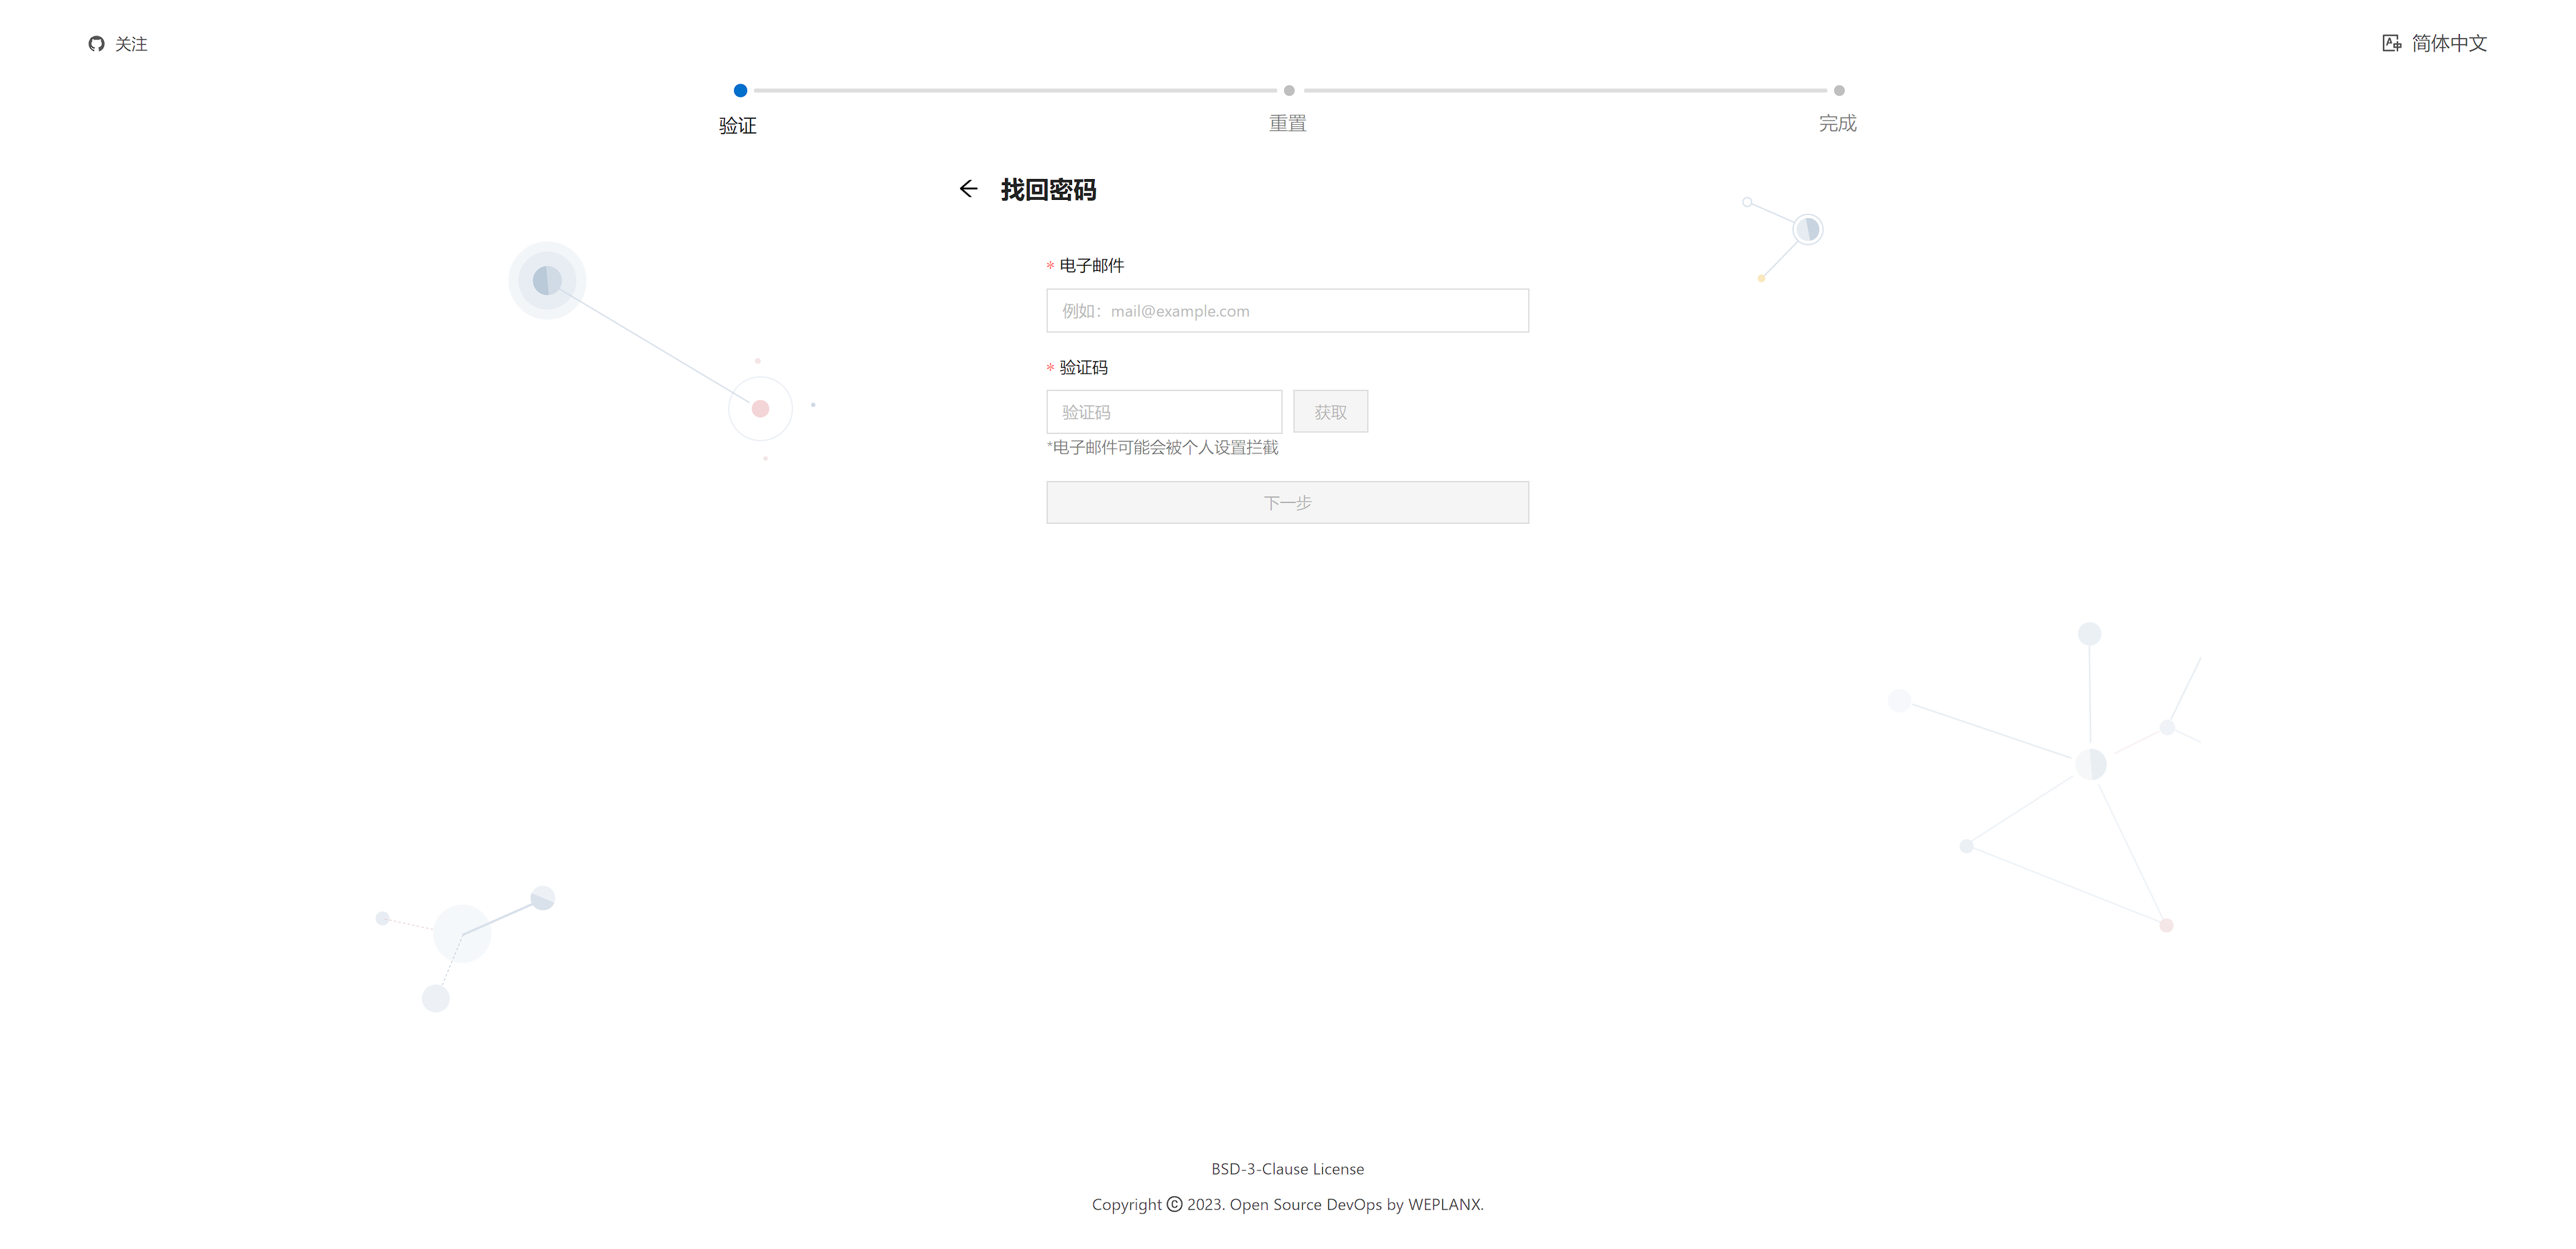 关注
简体中文
验证
重置
完成
找回密码
* 电子邮件
例如：mail@example.com
* 验证码
验证码
获取
*电子邮件可能会被个人设置拦截
下一步
BSD-3-Clause License
Copyright © 2023. Open Source DevOps by WEPLANX.